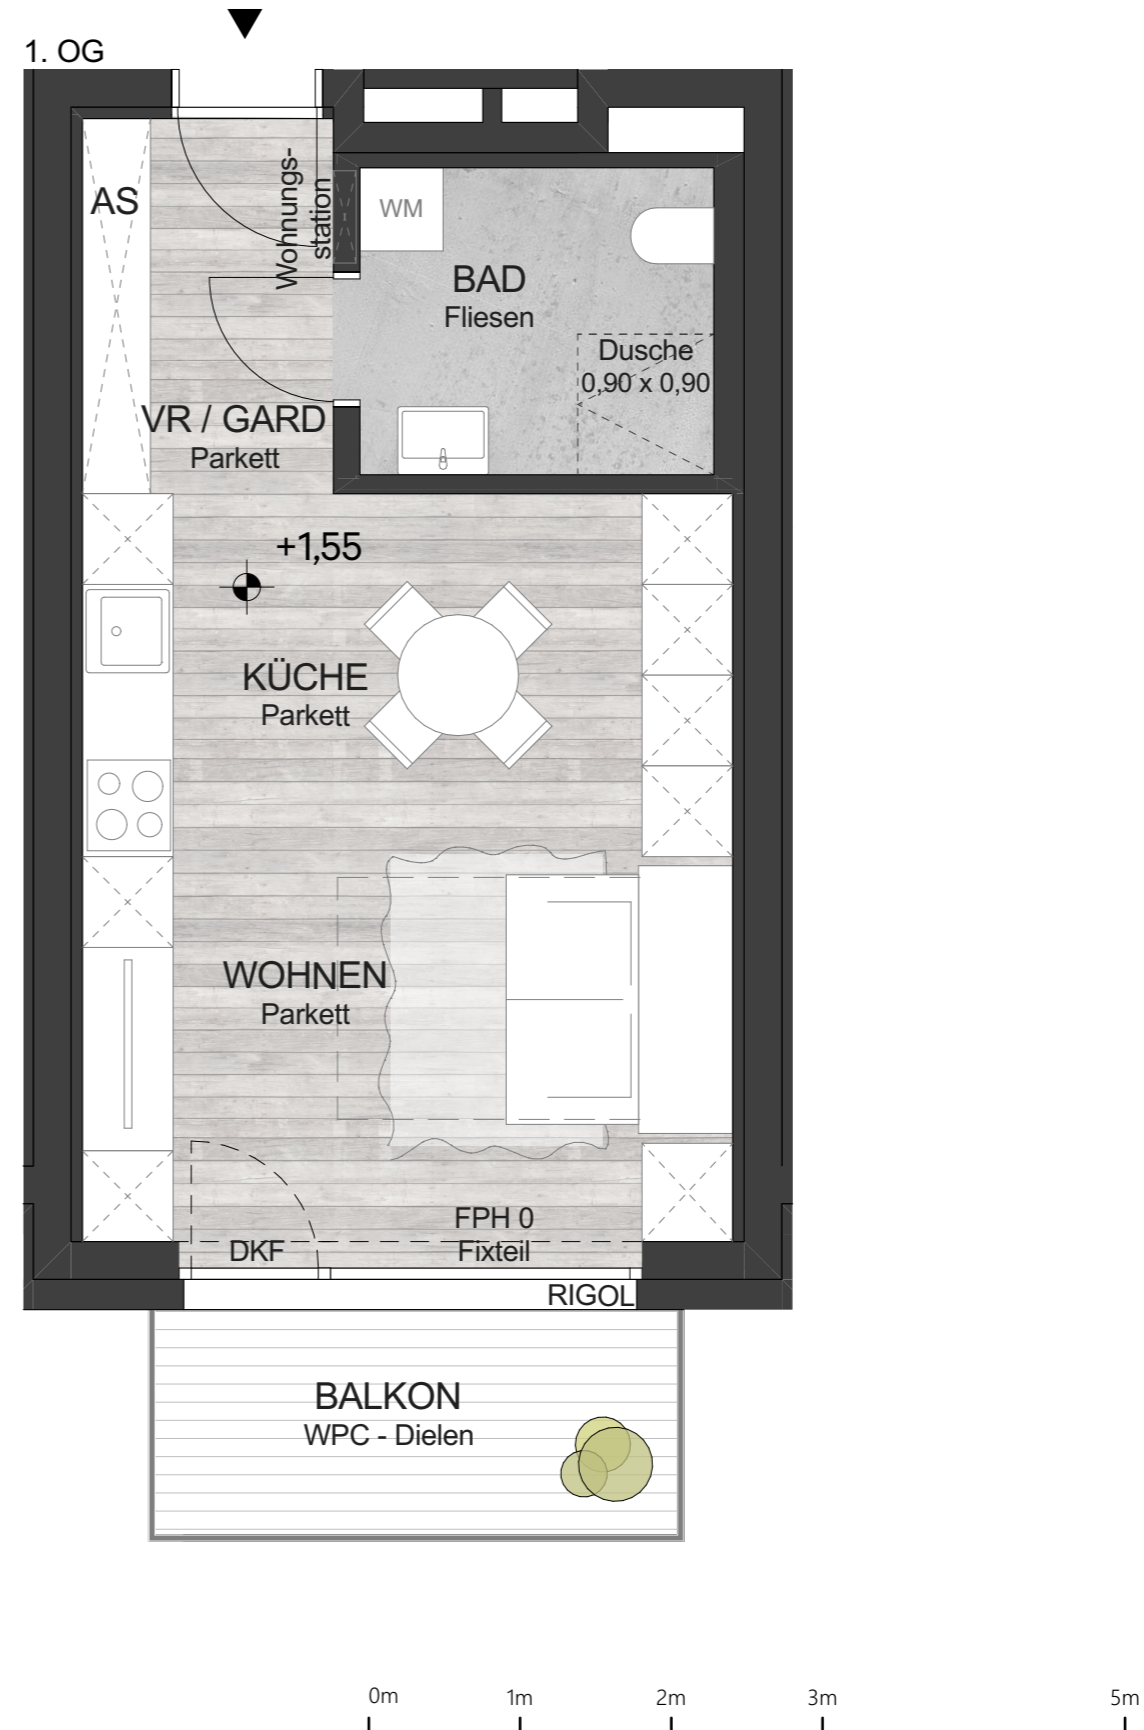 1. OG
AS
Wohnungs-
station
WM
BAD
Fliesen
Dusche
0,90 x 0,90
VR / GARD
Parkett
+1,55
KÜCHE
Parkett
WOHNEN
Parkett
FPH 0
DKF
Fixteil
RIGOL
BALKON
WPC - Dielen
0m 1m 2m 3m 5m